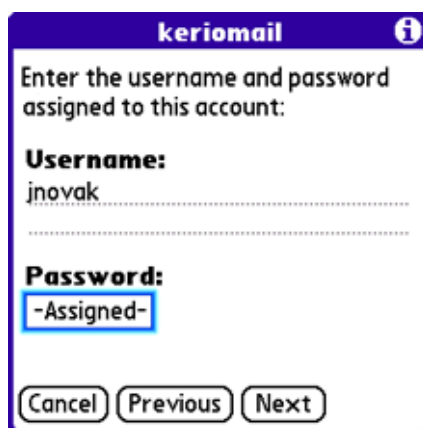 keriomail
Enter the username and password
assigned to this account:
Username:
jnovak
Password:
-Assigned-
Cancel Previous Next